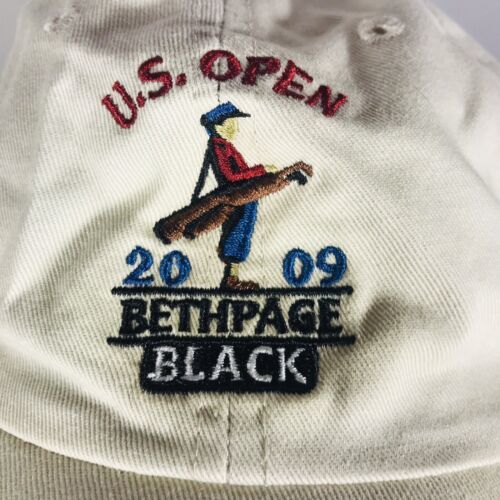 U.S. OPEN
2009
BETHPAGE
BLACK